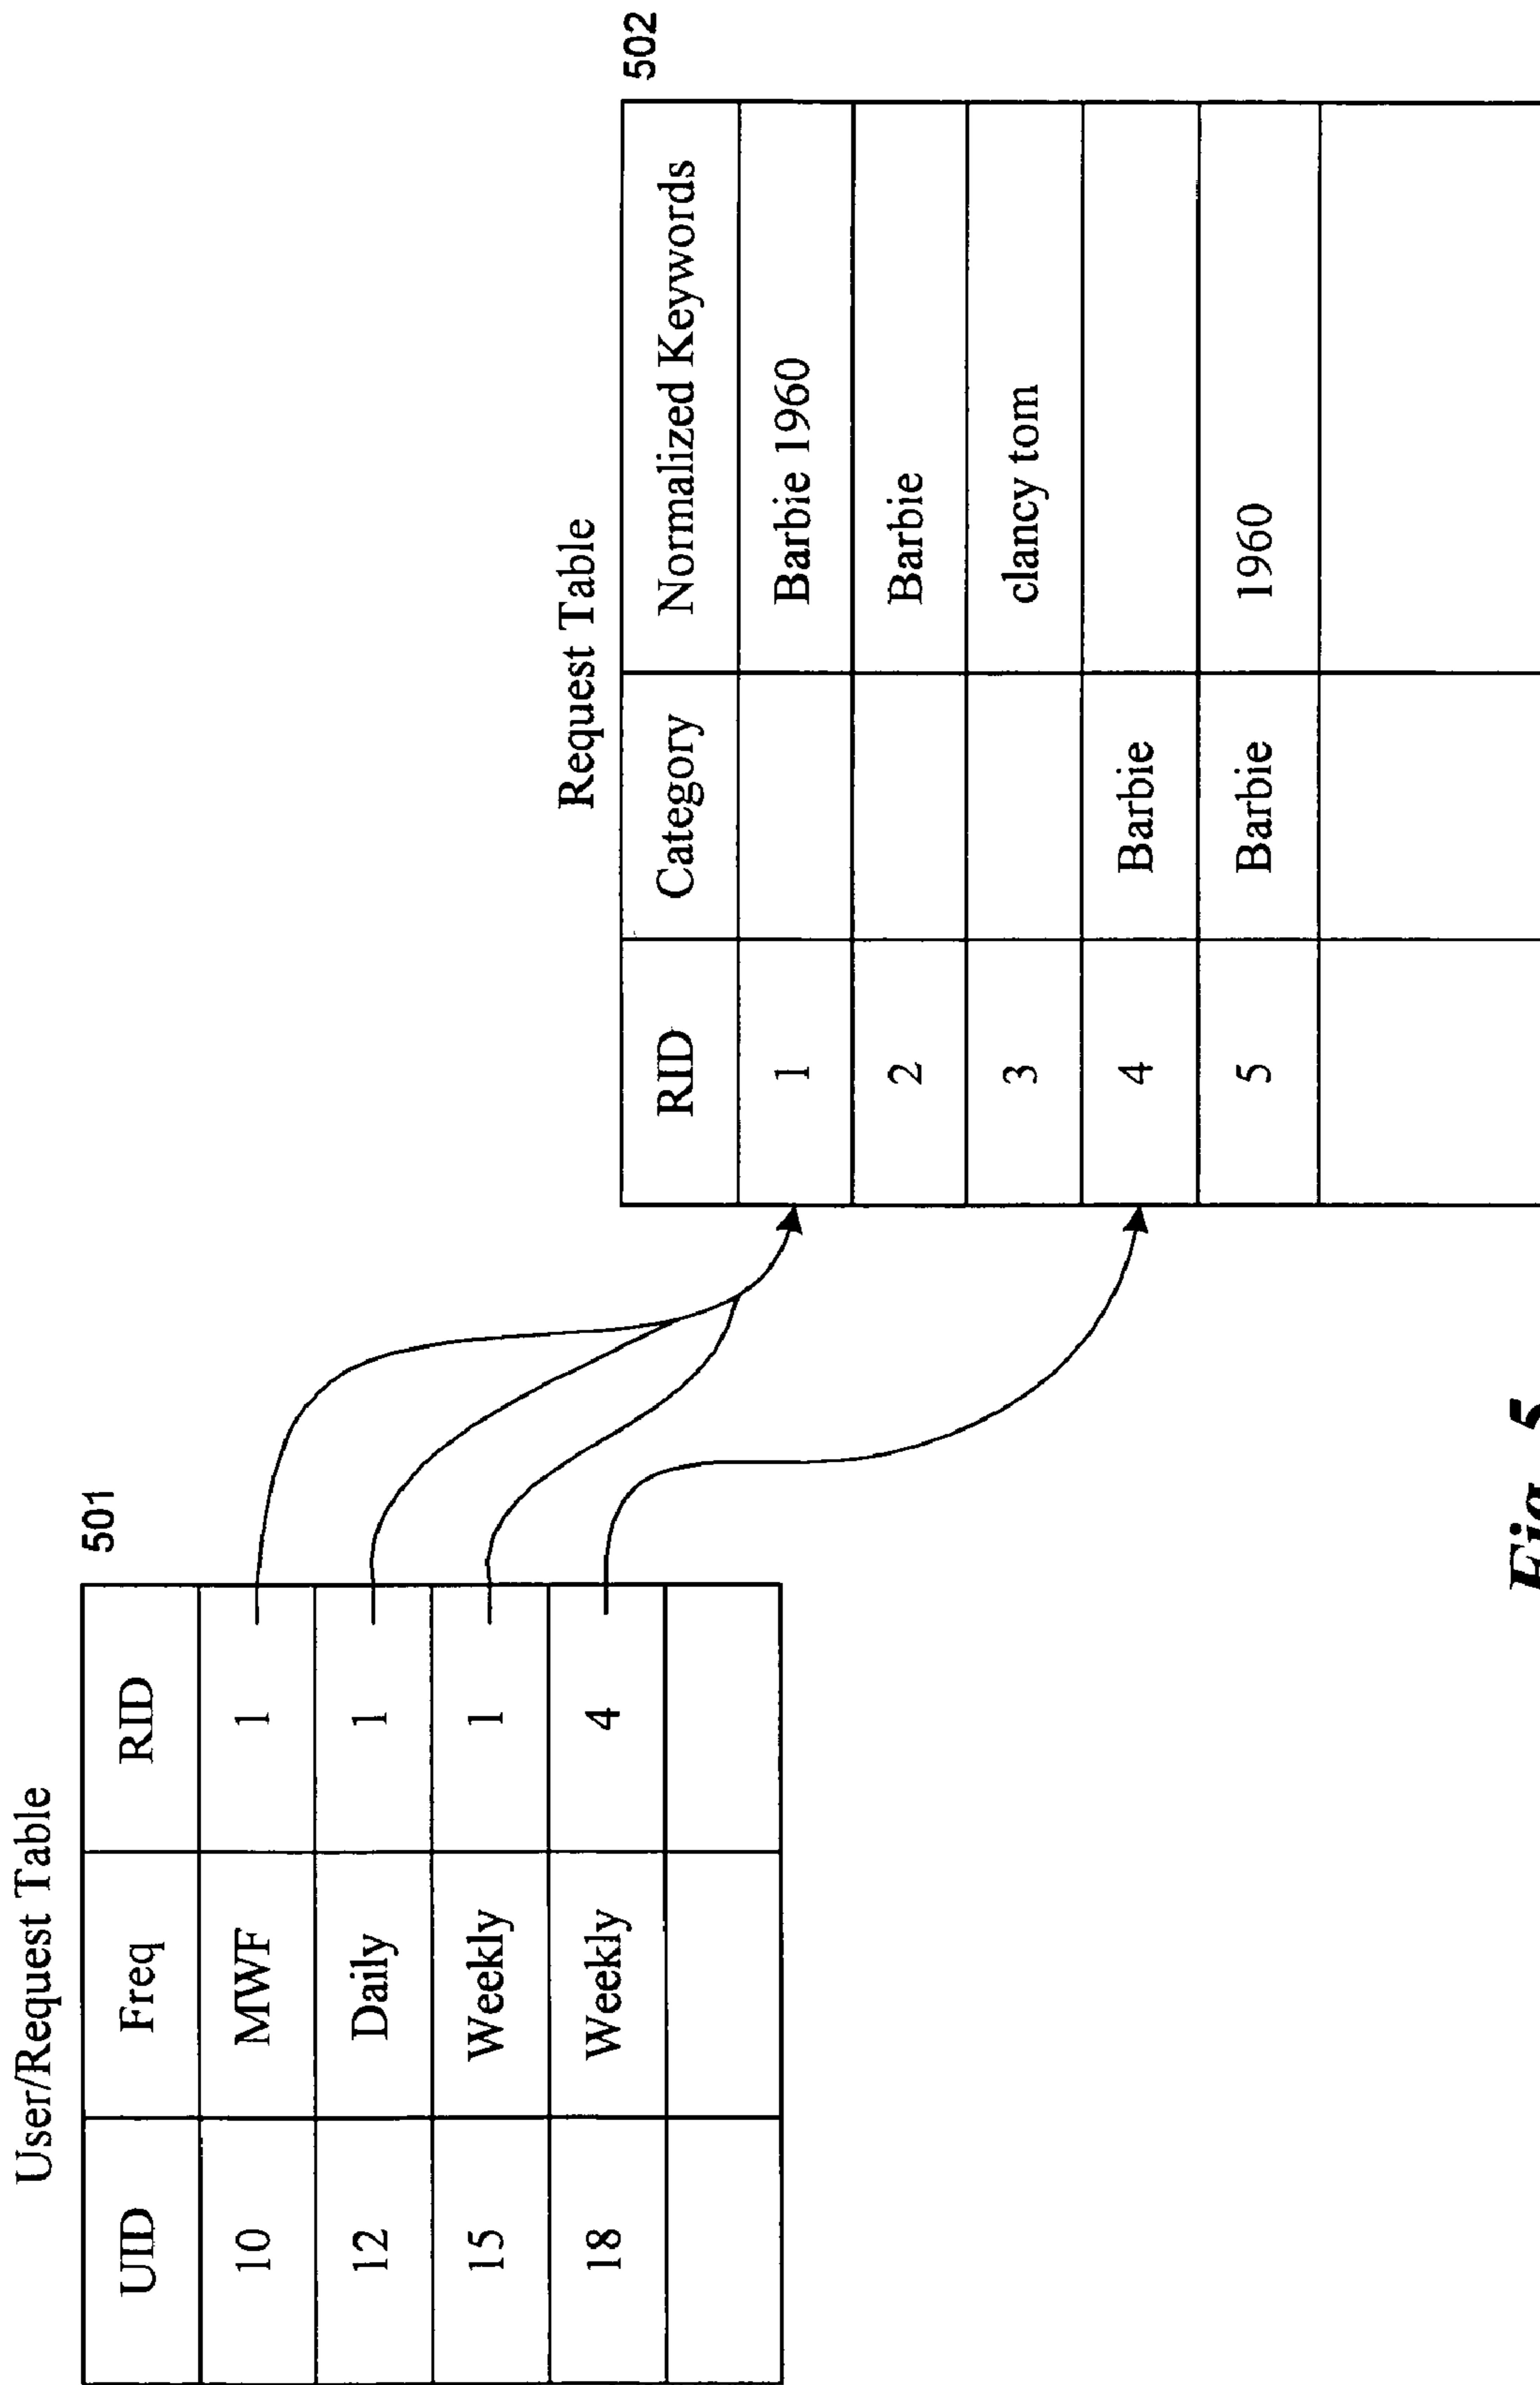 User/Request Table
501
UID Freq RID
10 MWF 1
12 Daily 1
15 Weekly 1
18 Weekly 4
Request Table
502
RID Category Normalized Keywords
1 Barbie 1960
2 Barbie
3 clancy tom
4 Barbie
5 Barbie 1960
Fig. 5